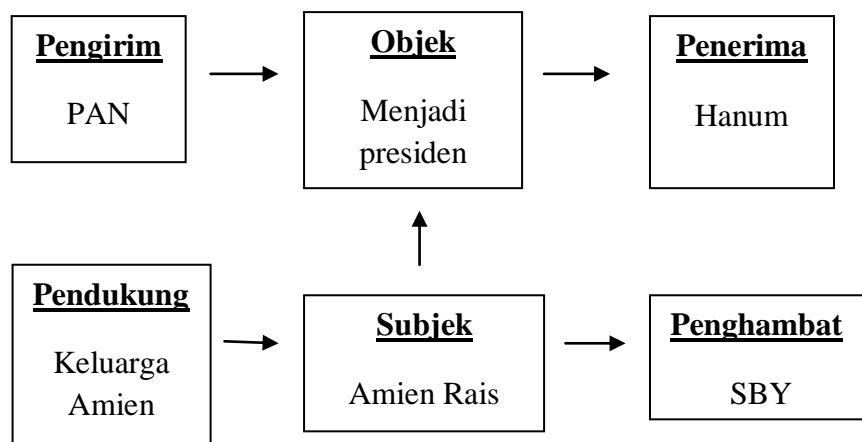 Pengirim
PAN
Objek
Menjadi
presiden
Penerima
Hanum
Pendukung
Keluarga
Amien
Subjek
Amien Rais
Penghambat
SBY